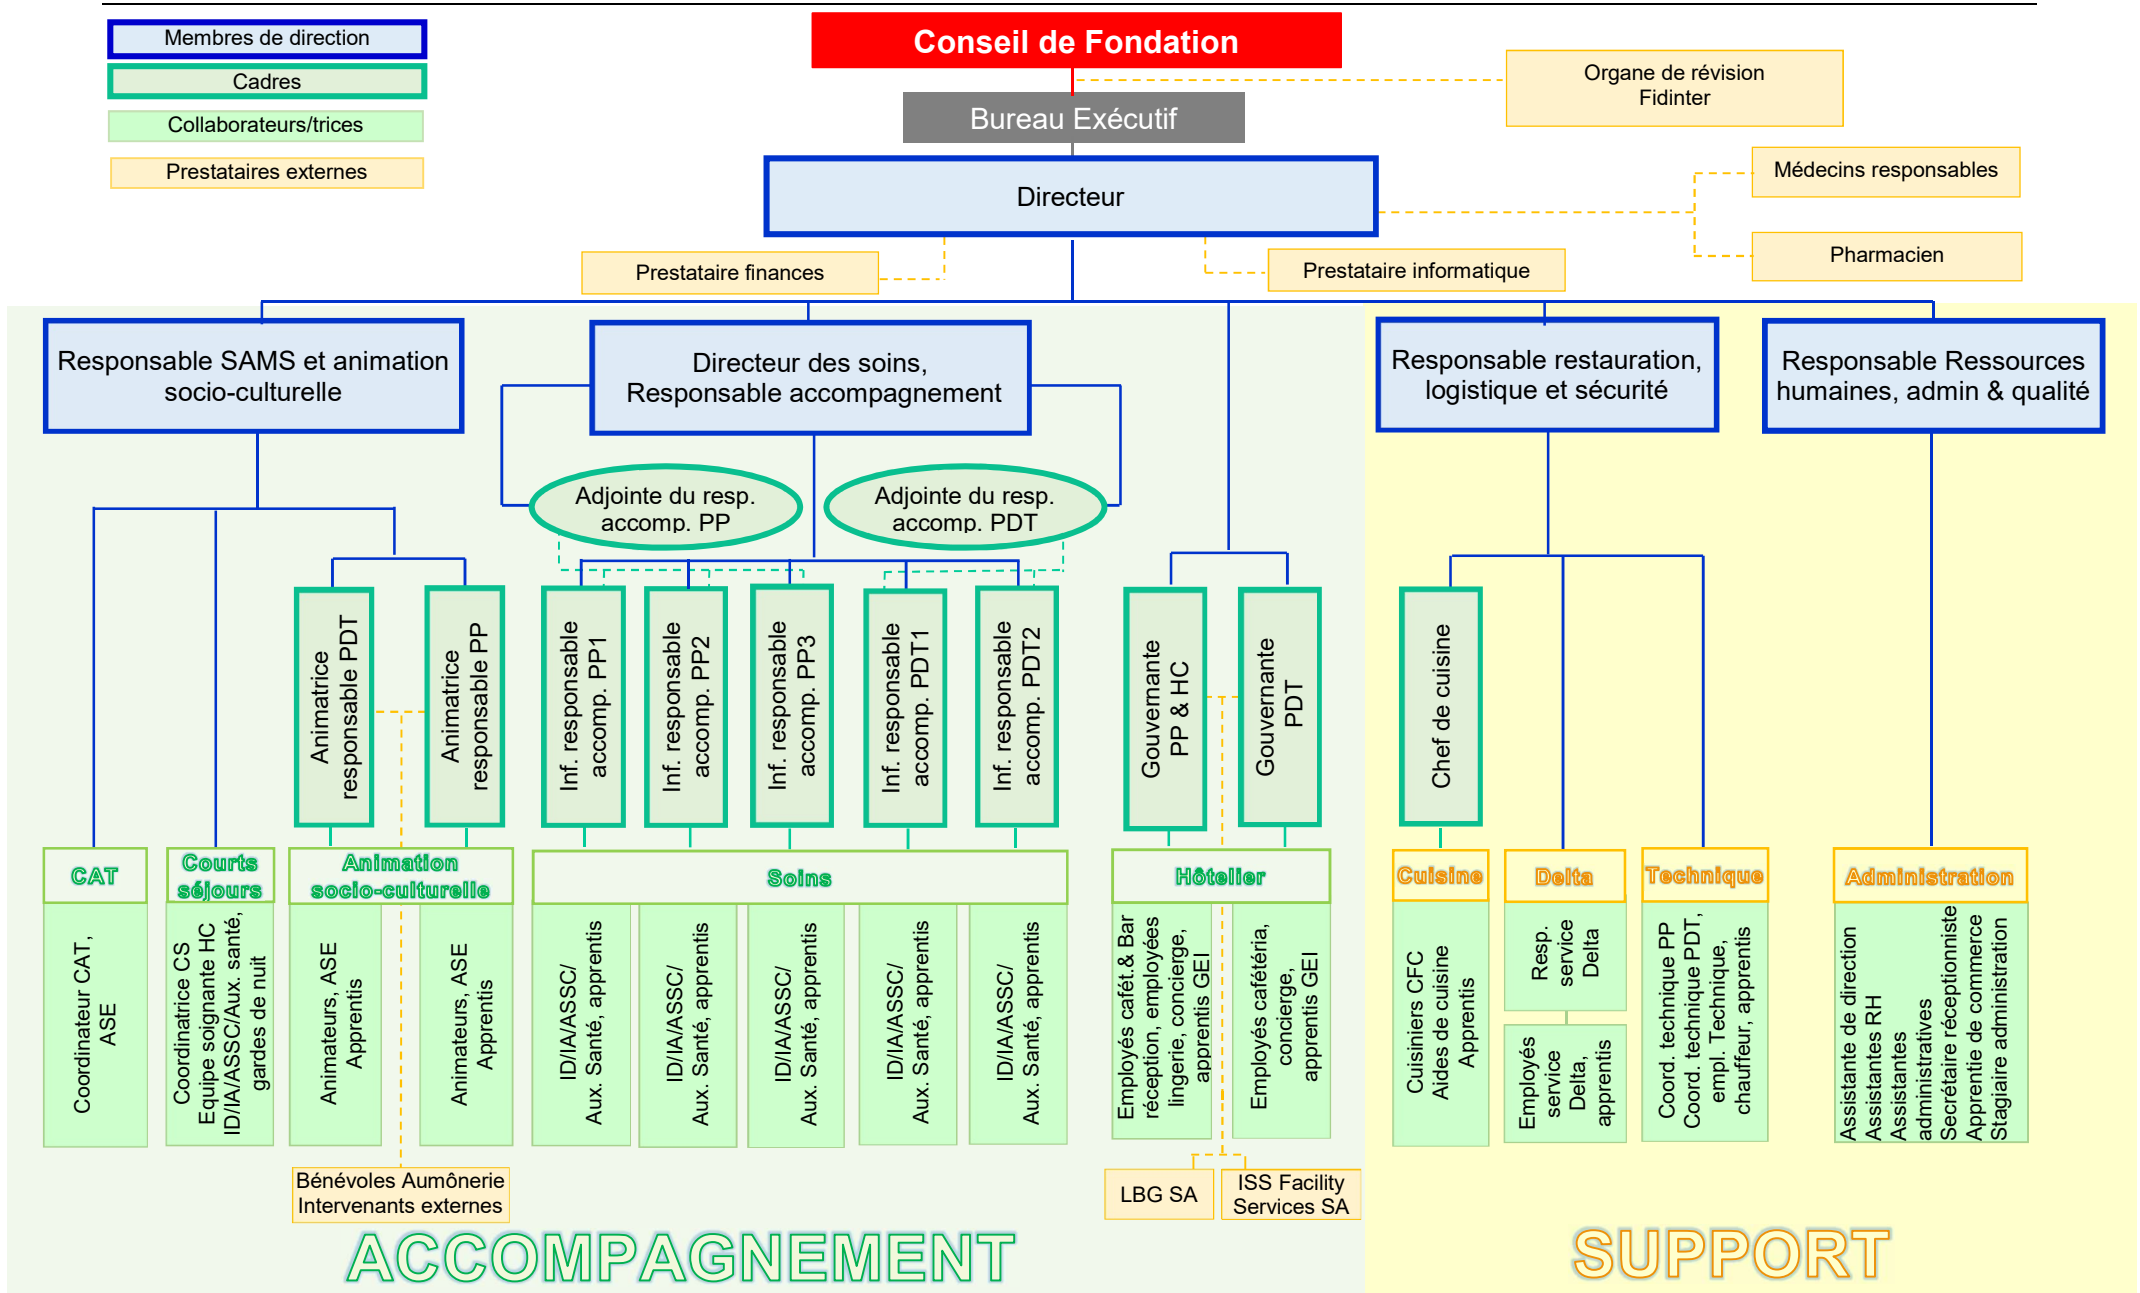 Membres de direction
Cadres
Collaborateurs/trices
Prestataires externes
Conseil de Fondation
Bureau Exécutif
Directeur
Organe de révision
Fidinter
Médecins responsables
Pharmacien
Prestataire finances
Prestataire informatique
Responsable SAMS et animation
socio-culturelle
Directeur des soins,
Responsable accompagnement
Responsable restauration,
logistique et sécurité
Responsable Ressources
humaines, admin & qualité
Adjointe du resp.
accomp. PP
Adjointe du resp.
accomp. PDT
Animatrice
responsable PDT
Animatrice
responsable PP
Inf. responsable
accomp. PP1
Inf. responsable
accomp. PP2
Inf. responsable
accomp. PP3
Inf. responsable
accomp. PDT1
Inf. responsable
accomp. PDT2
Gouvernante
PP & HC
Gouvernante
PDT
Chef de cuisine
CAT
Courts
séjours
Animation
socio-culturelle
Soins
Hôtelier
Cuisine
Delta
Technique
Administration
Coordinateur CAT,
ASE
Coordinatrice CS
Equipe soignante HC
ID/IA/ASSC/Aux. santé,
gardes de nuit
Animateurs, ASE
Apprentis
Animateurs, ASE
Apprentis
ID/IA/ASSC/
Aux. Santé, apprentis
ID/IA/ASSC/
Aux. Santé, apprentis
ID/IA/ASSC/
Aux. Santé, apprentis
ID/IA/ASSC/
Aux. Santé, apprentis
ID/IA/ASSC/
Aux. Santé, apprentis
Employés cafét.& Bar
réception, employées
lingerie, concierge,
apprentis GEI
Employés cafétéria,
concierge,
apprentis GEI
Cuisiniers CFC
Aides de cuisine
Apprentis
Resp.
service
Delta
Employés
service
Delta,
apprentis
Coord. technique PP
Coord. technique PDT,
empl. Technique,
chauffeur, apprentis
Assistante de direction
Assistantes RH
Assistantes
administratives
Secrétaire réceptionniste
Apprentie de commerce
Stagiaire administration
Bénévoles Aumônerie
Intervenants externes
LBG SA
ISS Facility
Services SA
ACCOMPAGNEMENT
SUPPORT